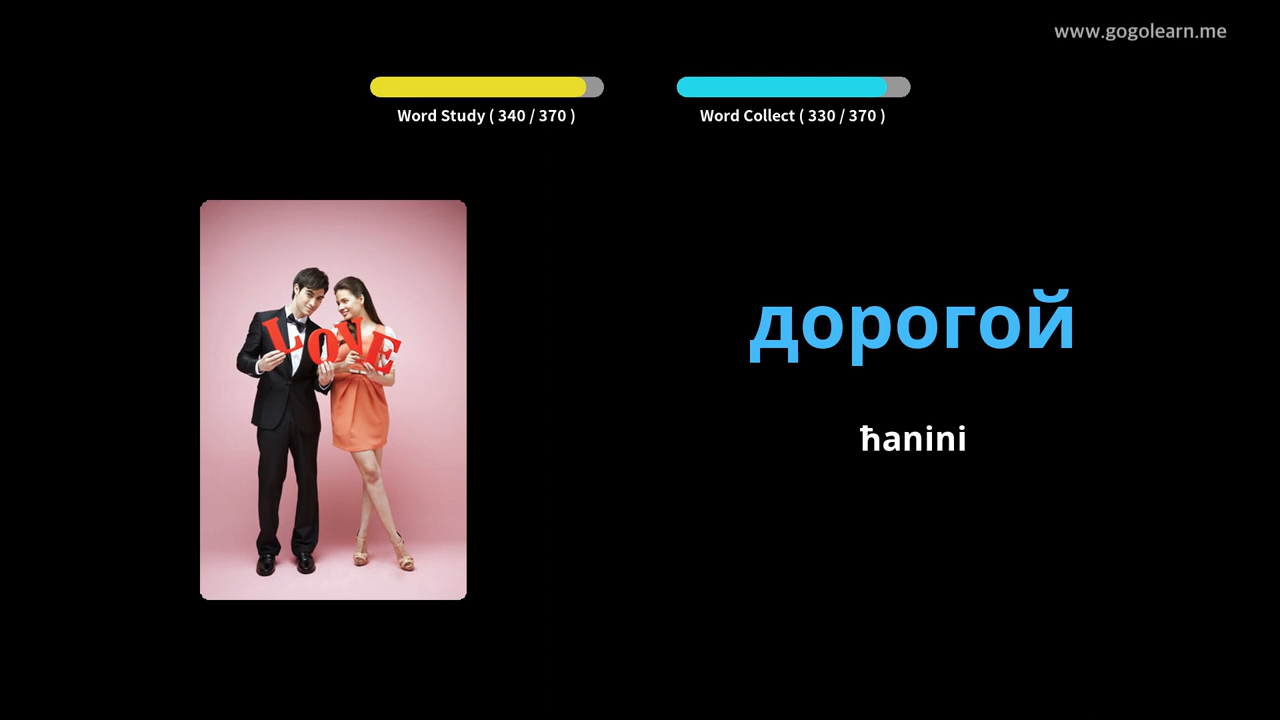 www.gogolearn.me
Word Study ( 340 / 370 )
Word Collect ( 330 / 370 )
LOVE
дорогой
ħanini